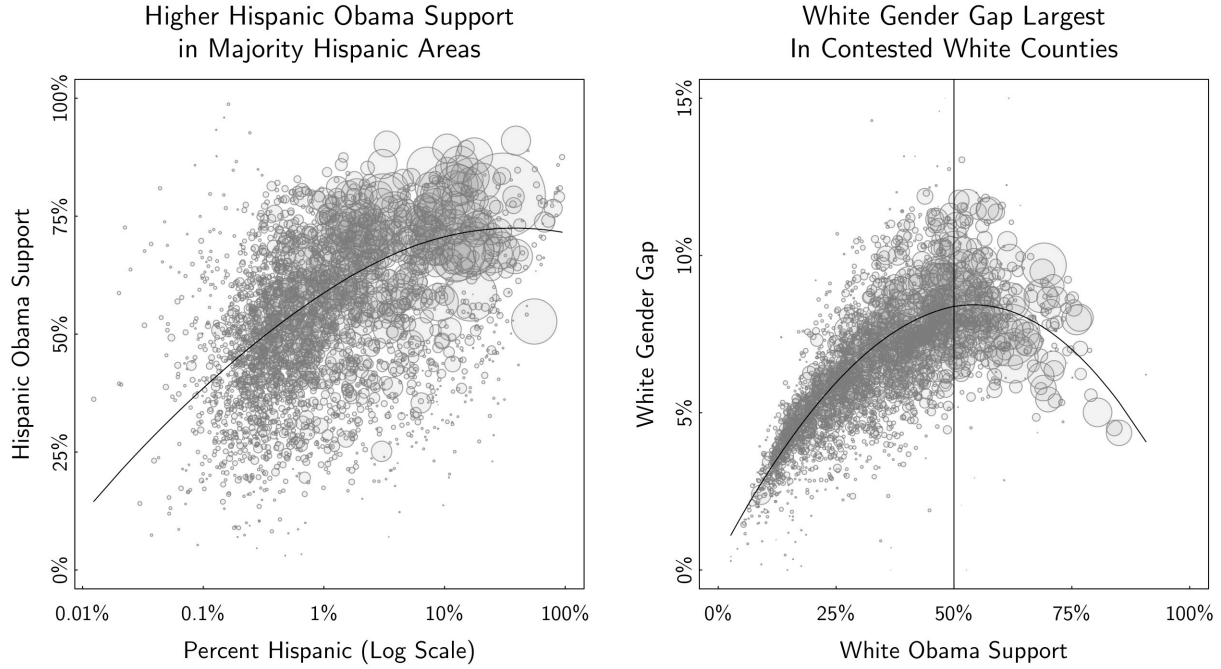 Higher Hispanic Obama Support
in Majority Hispanic Areas
Hispanic Obama Support
100%
75%
50%
25%
0%
0.01%
0.1%
1%
10%
100%
Percent Hispanic (Log Scale)
White Gender Gap Largest
In Contested White Counties
White Gender Gap
15%
10%
5%
0%
0%
25%
50%
75%
100%
White Obama Support